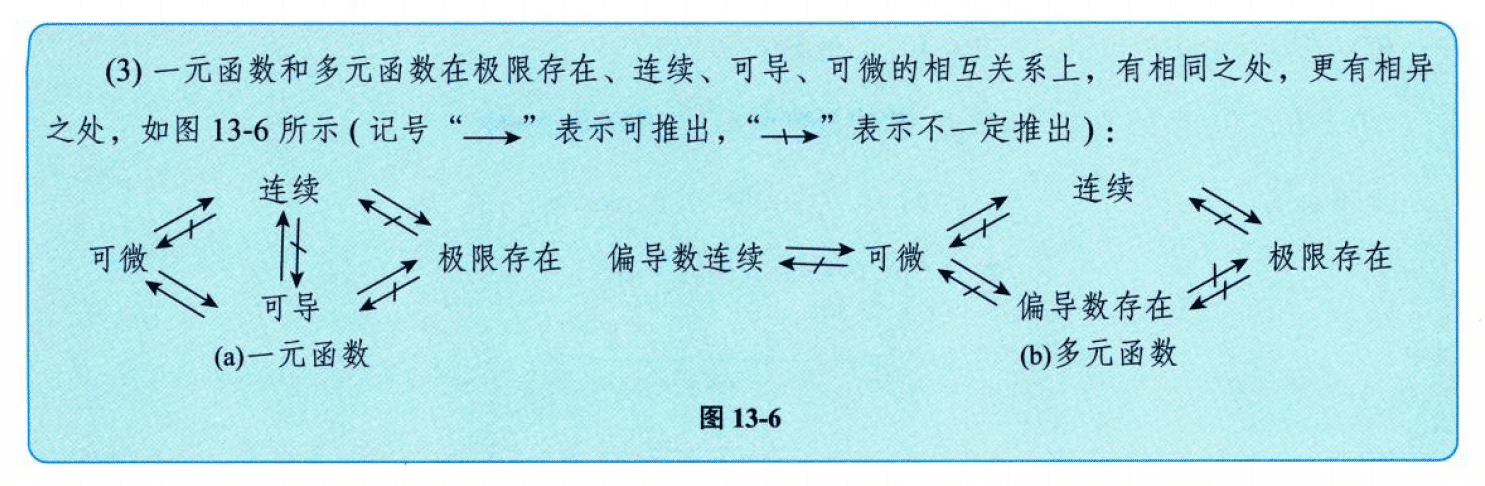 (3) 一元函数和多元函数在极限存在、连续、可导、可微的相互关系上，有相同之处，更有相异
之处，如图 13-6 所示 ( 记号“⟶”表示可推出，“⇸”表示不一定推出 )：
连续
可微
极限存在
可导
(a)一元函数
连续
偏导数连续
可微
极限存在
偏导数存在
(b)多元函数
图 13-6